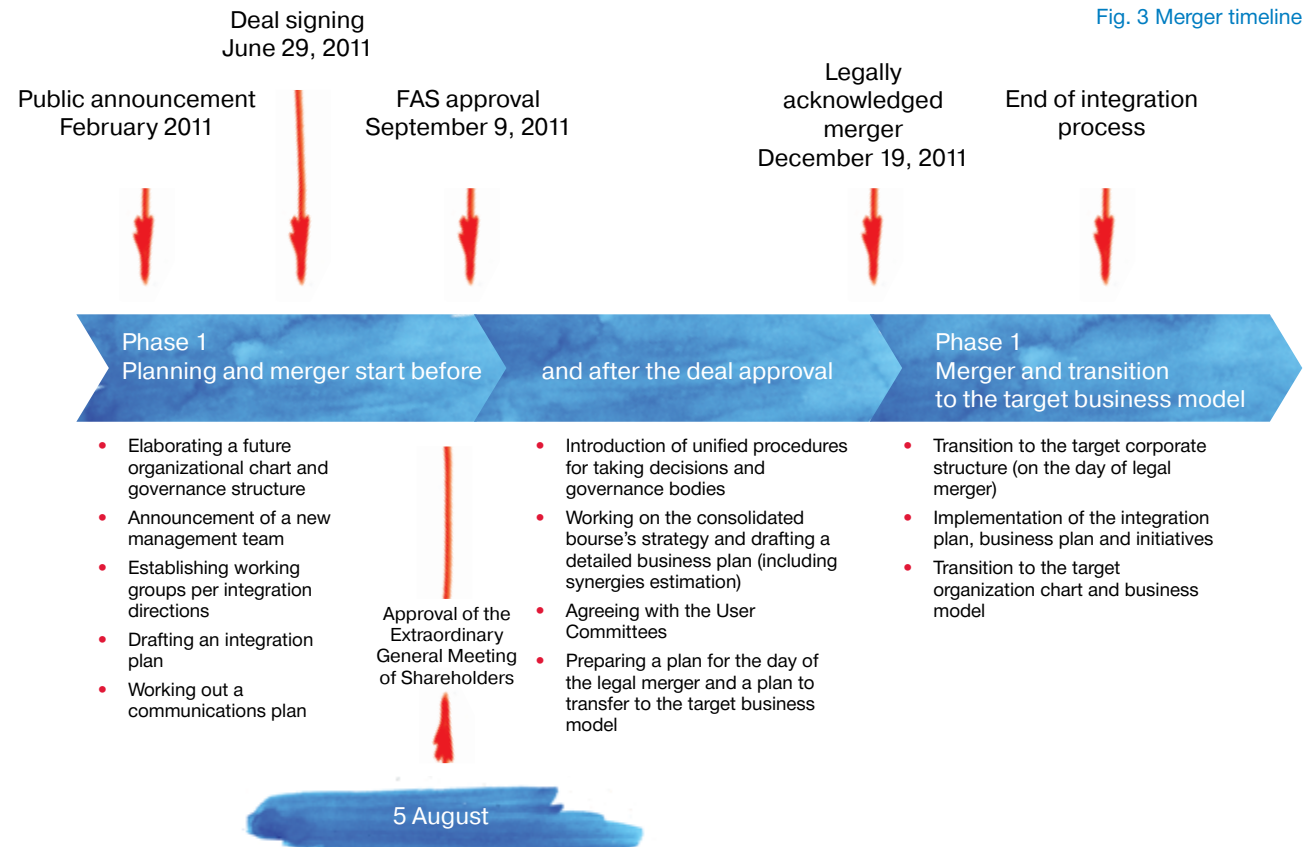 Fig. 3 Merger timeline
Deal signing
June 29, 2011
Public announcement
February 2011
FAS approval
September 9, 2011
Legally
acknowledged
merger
December 19, 2011
End of integration
process
Phase 1
Planning and merger start before
and after the deal approval
Phase 1
Merger and transition
to the target business model
• Elaborating a future
organizational chart and
governance structure
• Announcement of a new
management team
• Establishing working
groups per integration
directions
• Drafting an integration
plan
• Working out a
communications plan
Approval of the
Extraordinary
General Meeting
of Shareholders
5 August
• Introduction of unified procedures
for taking decisions and
governance bodies
• Working on the consolidated
bourse's strategy and drafting a
detailed business plan (including
synergies estimation)
• Agreeing with the User
Committees
• Preparing a plan for the day of
the legal merger and a plan to
transfer to the target business
model
• Transition to the target corporate
structure (on the day of legal
merger)
• Implementation of the integration
plan, business plan and initiatives
• Transition to the target
organization chart and business
model